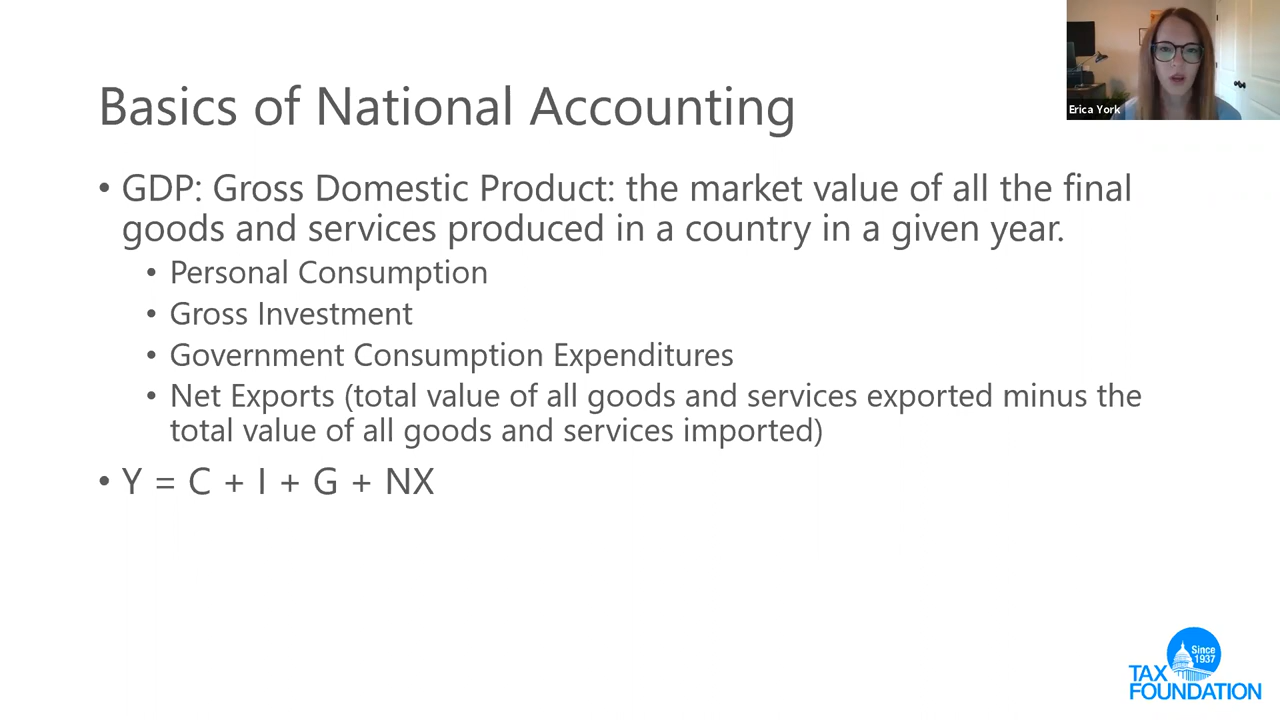 Basics of National Accounting
Erica York
• GDP: Gross Domestic Product: the market value of all the final
goods and services produced in a country in a given year.
• Personal Consumption
• Gross Investment
• Government Consumption Expenditures
• Net Exports (total value of all goods and services exported minus the
total value of all goods and services imported)
• Y = C + I + G + NX
Since
1937
TAX
FOUNDATION